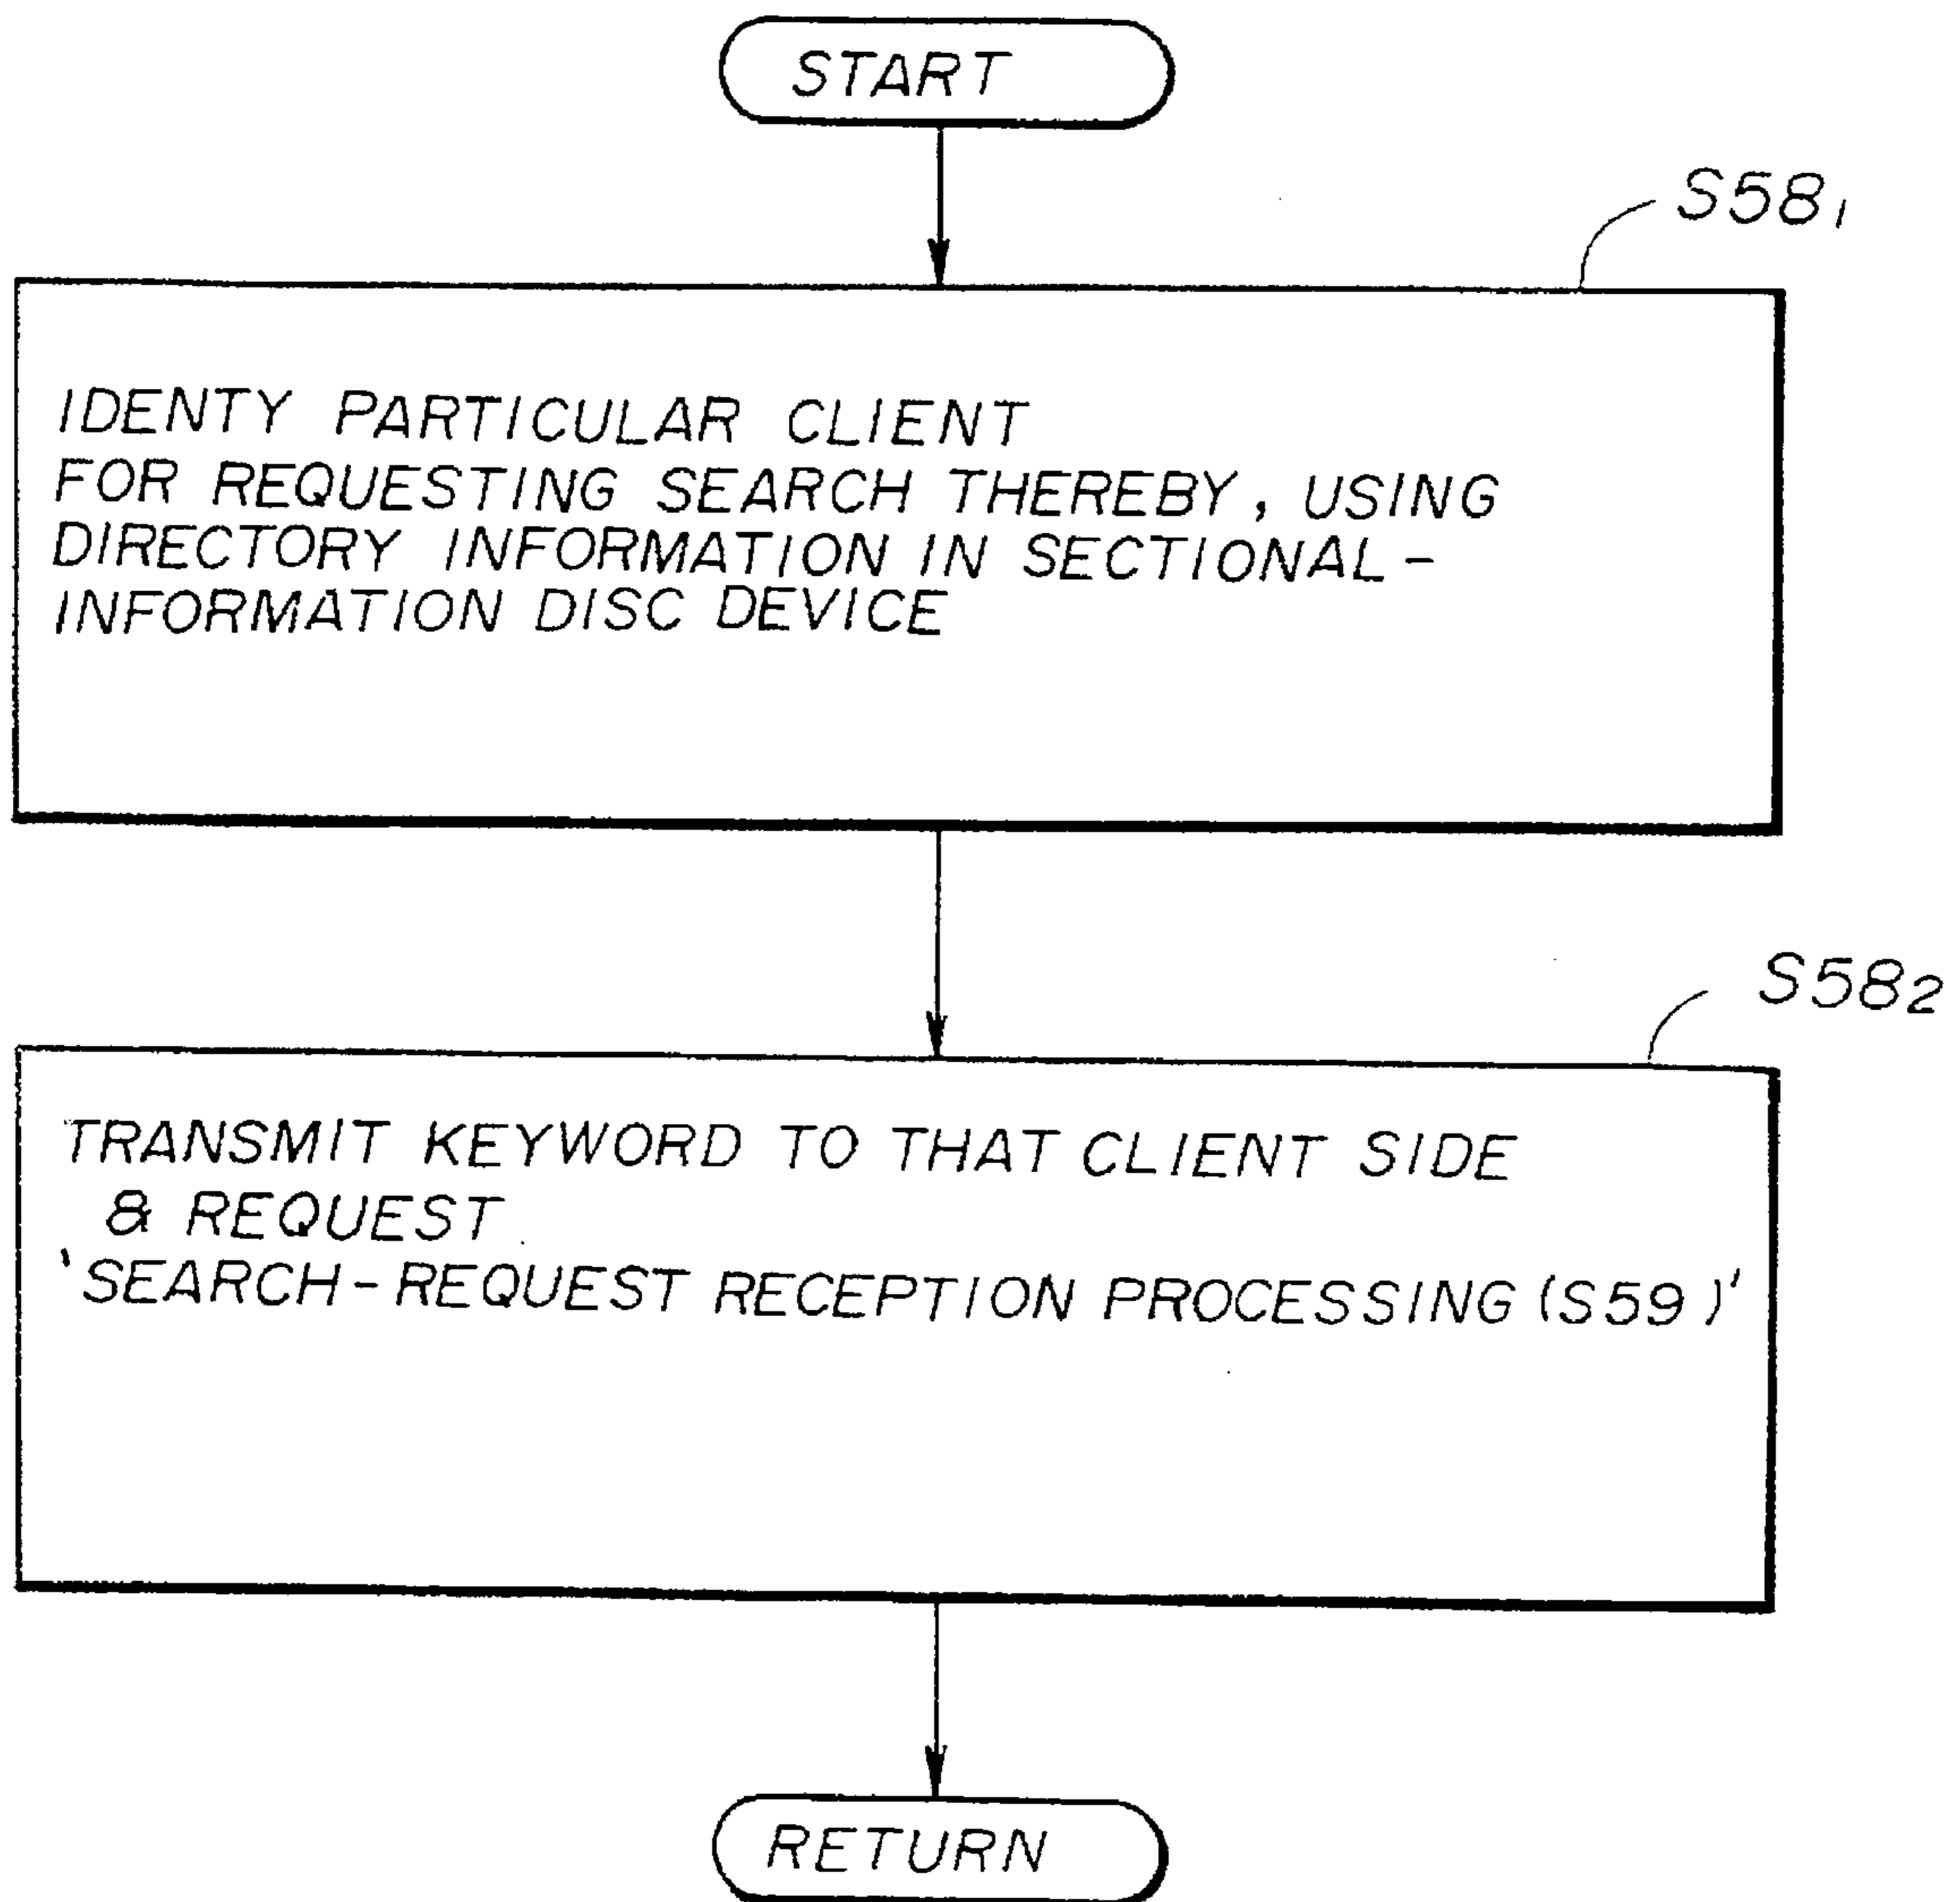 START
S58₁
IDENTY PARTICULAR CLIENT
FOR REQUESTING SEARCH THEREBY, USING
DIRECTORY INFORMATION IN SECTIONAL-
INFORMATION DISC DEVICE
S58₂
TRANSMIT KEYWORD TO THAT CLIENT SIDE
& REQUEST
'SEARCH-REQUEST RECEPTION PROCESSING (S59)'
RETURN